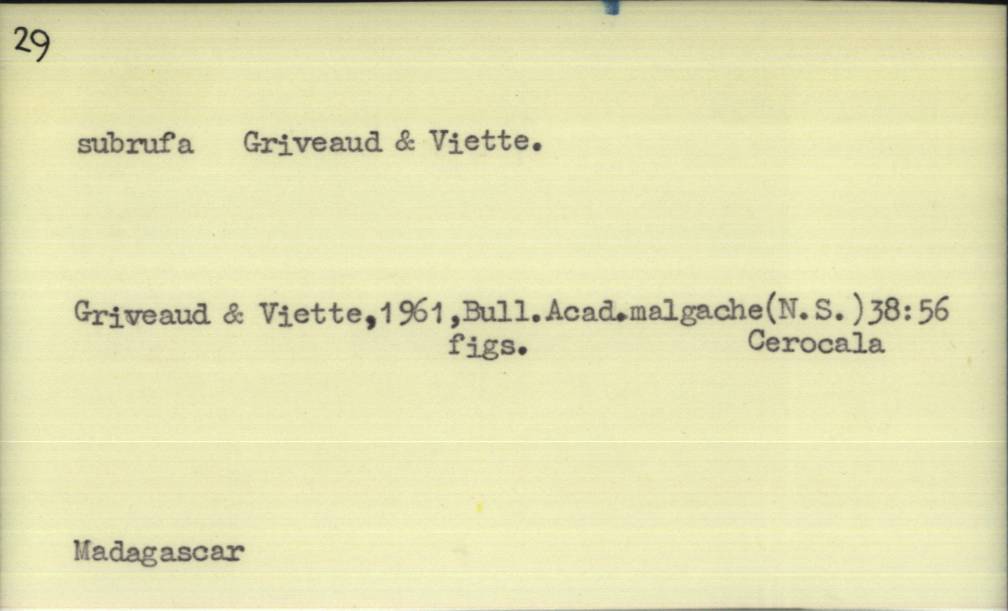 29
subrufa Griveaud & Viette.
Griveaud & Viette,1961,Bull.Acad.malgache(N.S.)38:56
figs. Cerocala
Madagascar